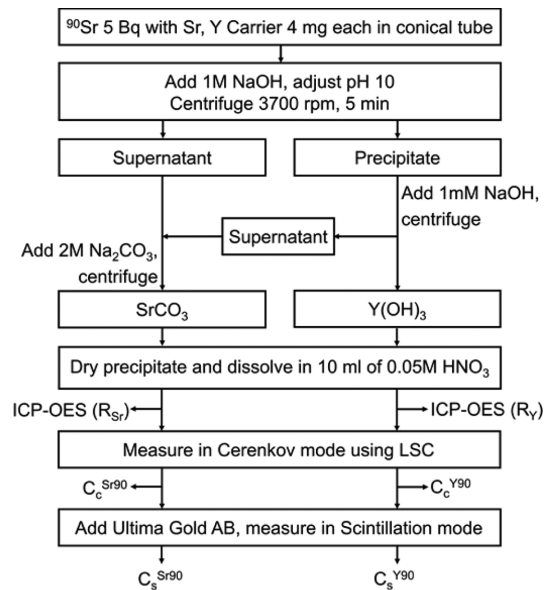 ⁹⁰Sr 5 Bq with Sr, Y Carrier 4 mg each in conical tube
Add 1M NaOH, adjust pH 10
Centrifuge 3700 rpm, 5 min
Supernatant
Precipitate
Add 1mM NaOH,
centrifuge
Supernatant
Add 2M Na₂CO₃,
centrifuge
SrCO₃
Y(OH)₃
Dry precipitate and dissolve in 10 ml of 0.05M HNO₃
ICP-OES (R_Sr)
ICP-OES (R_Y)
Measure in Cerenkov mode using LSC
C_c^Sr90
C_c^Y90
Add Ultima Gold AB, measure in Scintillation mode
C_s^Sr90
C_s^Y90